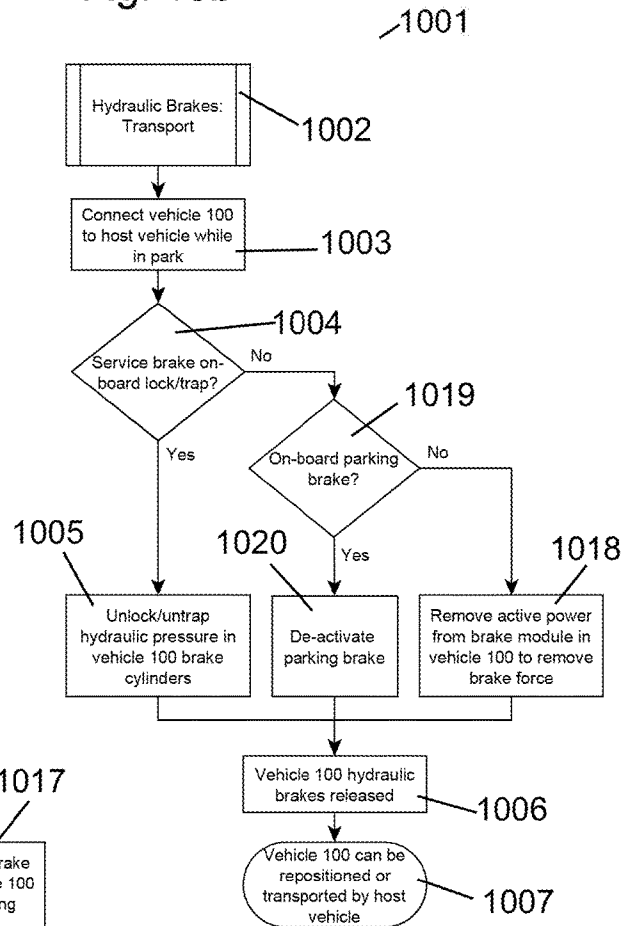 1001
Hydraulic Brakes:
Transport
1002
Connect vehicle 100
to host vehicle while
in park
1003
1004
Service brake on-
board lock/trap?
No
Yes
1019
On-board parking
brake?
No
Yes
1005
Unlock/untrap
hydraulic pressure in
vehicle 100 brake
cylinders
1020
De-activate
parking brake
1018
Remove active power
from brake module in
vehicle 100 to remove
brake force
Vehicle 100 hydraulic
brakes released
1006
Vehicle 100 can be
repositioned or
transported by host
vehicle
1007
1017
100